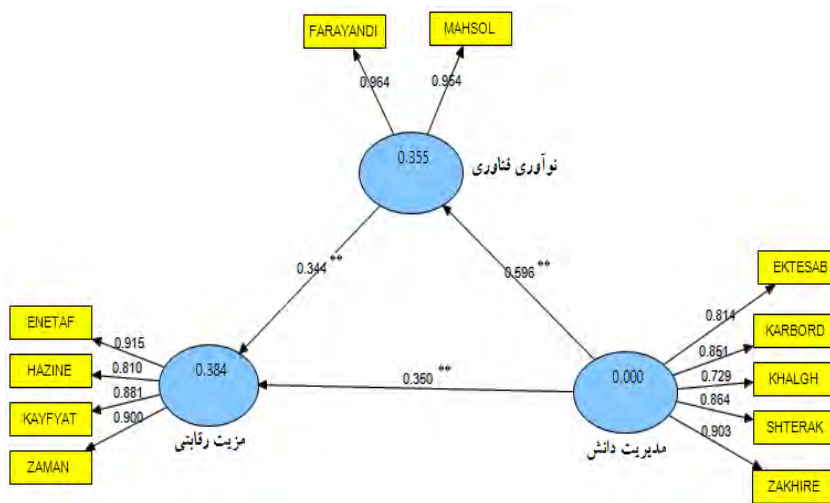 FARAYANDI
MAHSOL
0.964
0.954
0.355
نوآوری فناوری
0.344 **
0.596 **
EKTESAB
0.814
KARBORD
0.851
KHALGH
0.729
SHTERAK
0.864
ZAKHIRE
0.903
0.000
مدیریت دانش
0.350 **
ENETAF
0.915
HAZINE
0.810
KAYFYAT
0.881
ZAMAN
0.900
0.384
مزیت رقابتی